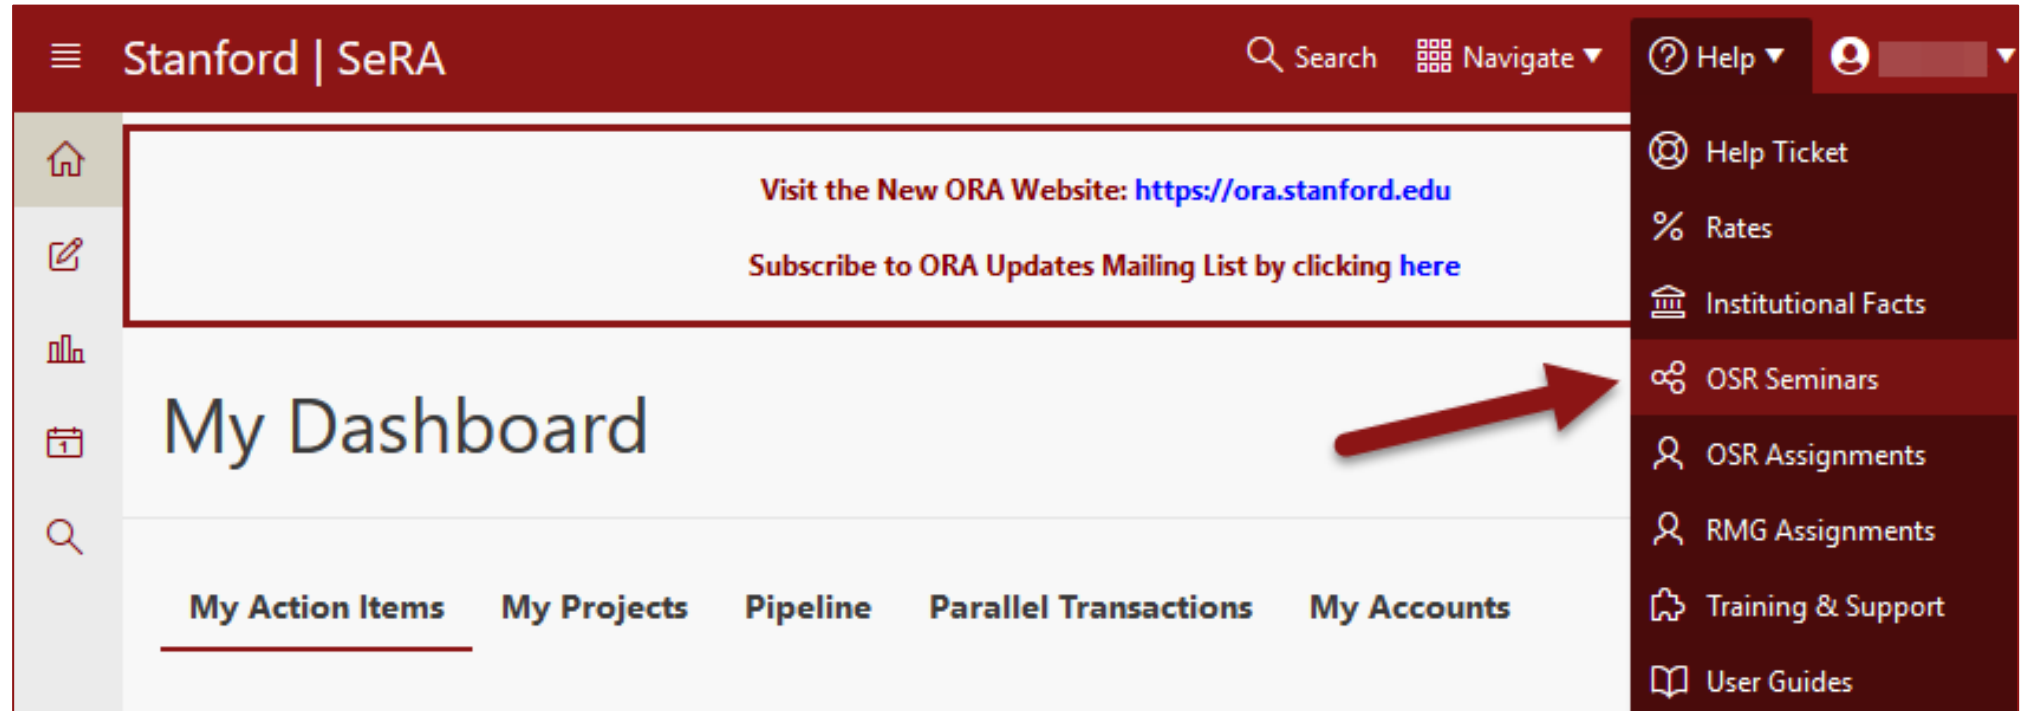 Stanford | SeRA
Search
Navigate
Help
Help Ticket
Rates
Institutional Facts
OSR Seminars
OSR Assignments
RMG Assignments
Training & Support
User Guides
Visit the New ORA Website: https://ora.stanford.edu
Subscribe to ORA Updates Mailing List by clicking here
1
My Dashboard
My Action Items
My Projects
Pipeline
Parallel Transactions
My Accounts